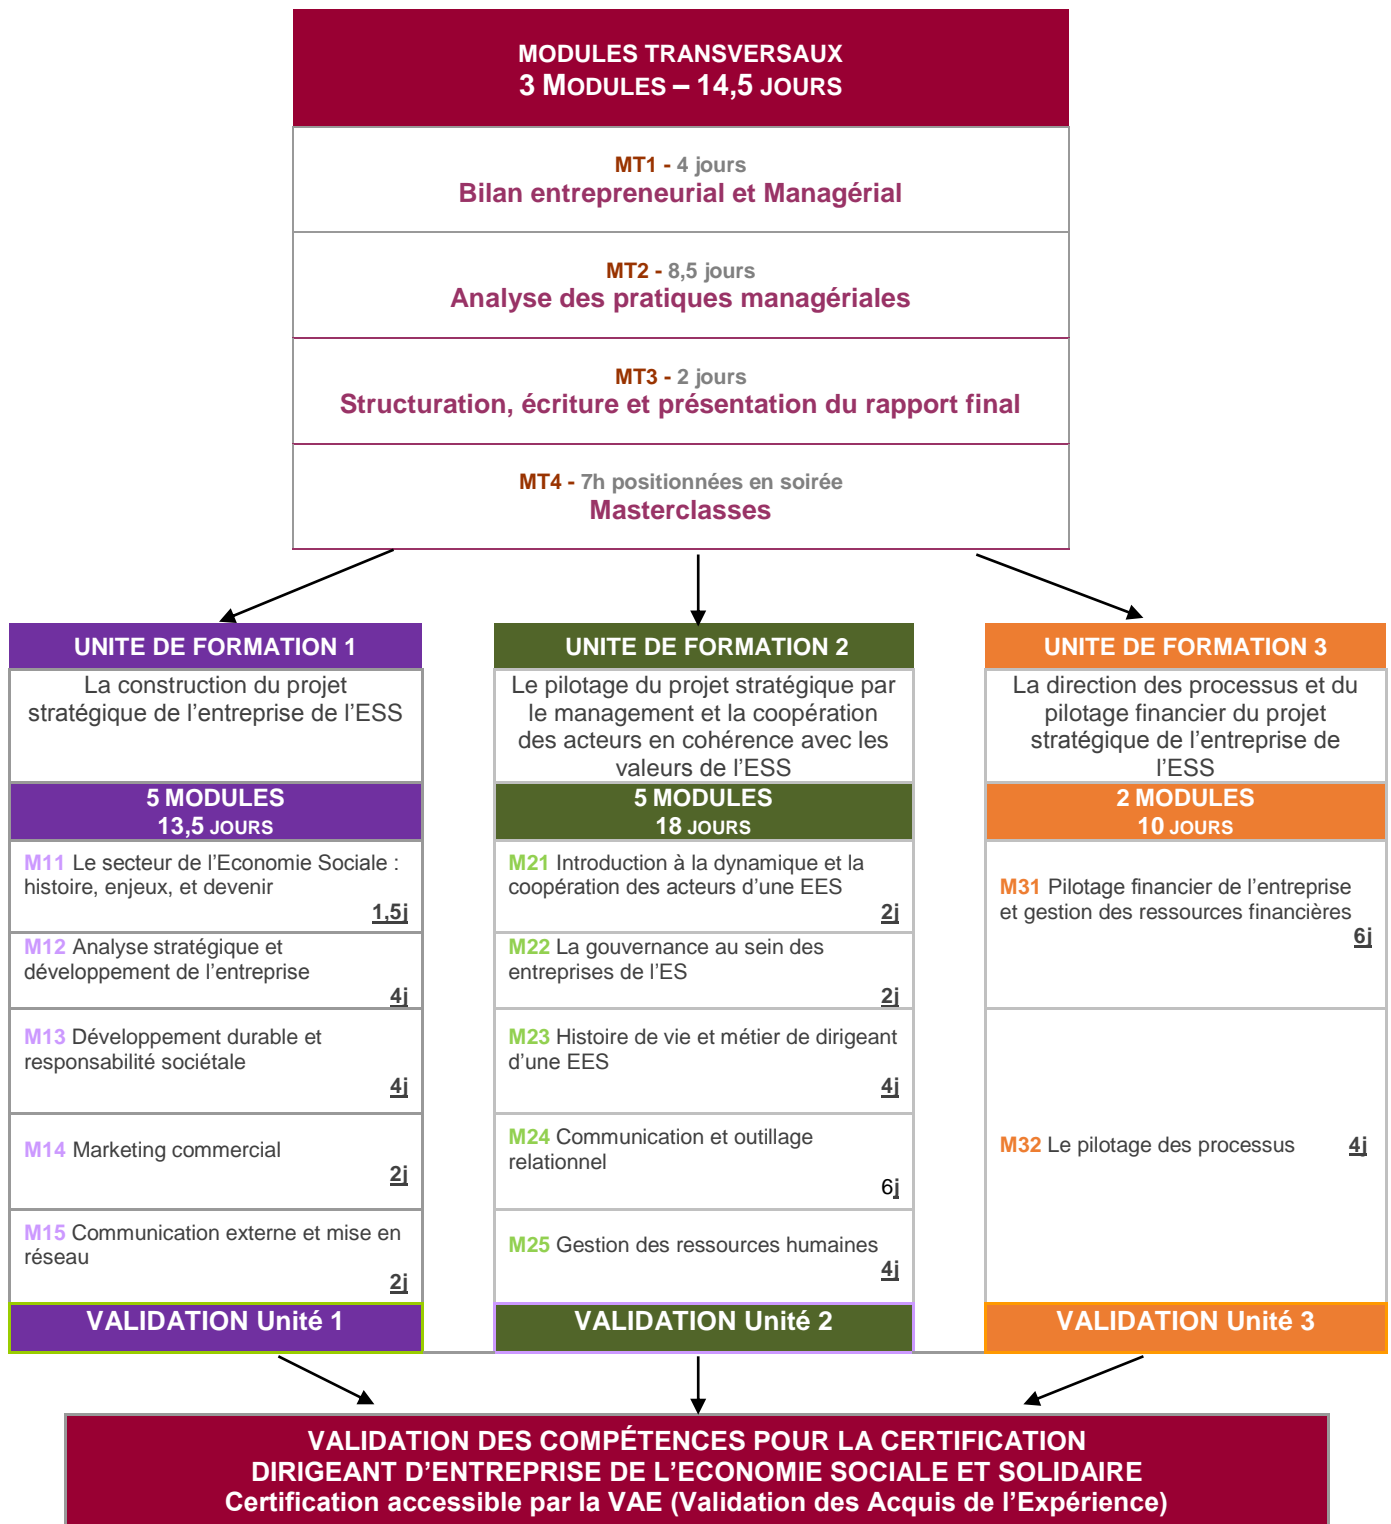 MODULES TRANSVERSAUX
3 MODULES – 14,5 JOURS
MT1 - 4 jours
Bilan entrepreneurial et Managérial
MT2 - 8,5 jours
Analyse des pratiques managériales
MT3 - 2 jours
Structuration, écriture et présentation du rapport final
MT4 - 7h positionnées en soirée
Masterclasses
UNITE DE FORMATION 1
La construction du projet
stratégique de l’entreprise de l’ESS
5 MODULES
13,5 JOURS
M11 Le secteur de l’Economie Sociale :
histoire, enjeux, et devenir
1,5j
M12 Analyse stratégique et
développement de l’entreprise
4j
M13 Développement durable et
responsabilité sociétale
4j
M14 Marketing commercial
2j
M15 Communication externe et mise en
réseau
2j
VALIDATION Unité 1
UNITE DE FORMATION 2
Le pilotage du projet stratégique par
le management et la coopération
des acteurs en cohérence avec les
valeurs de l’ESS
5 MODULES
18 JOURS
M21 Introduction à la dynamique et la
coopération des acteurs d’une EES
2j
M22 La gouvernance au sein des
entreprises de l’ES
2j
M23 Histoire de vie et métier de dirigeant
d’une EES
4j
M24 Communication et outillage
relationnel
6j
M25 Gestion des ressources humaines
4j
VALIDATION Unité 2
UNITE DE FORMATION 3
La direction des processus et du
pilotage financier du projet
stratégique de l’entreprise de
l’ESS
2 MODULES
10 JOURS
M31 Pilotage financier de l’entreprise
et gestion des ressources financières
6j
M32 Le pilotage des processus 4j
VALIDATION Unité 3
VALIDATION DES COMPÉTENCES POUR LA CERTIFICATION
DIRIGEANT D’ENTREPRISE DE L’ECONOMIE SOCIALE ET SOLIDAIRE
Certification accessible par la VAE (Validation des Acquis de l’Expérience)